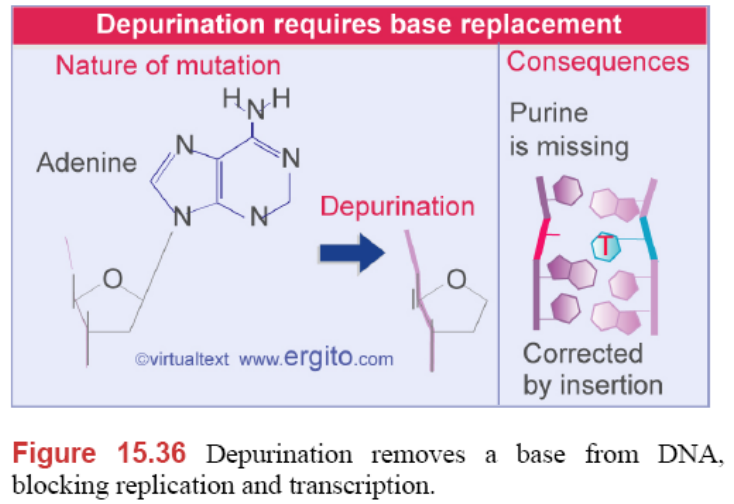 Depurination requires base replacement
Nature of mutation
Consequences
H H
N
Purine
is missing
Adenine
N
N
N
N
Depurination
O
O
T
©virtualtext www.ergito.com
Corrected
by insertion
Figure 15.36 Depurination removes a base from DNA,
blocking replication and transcription.